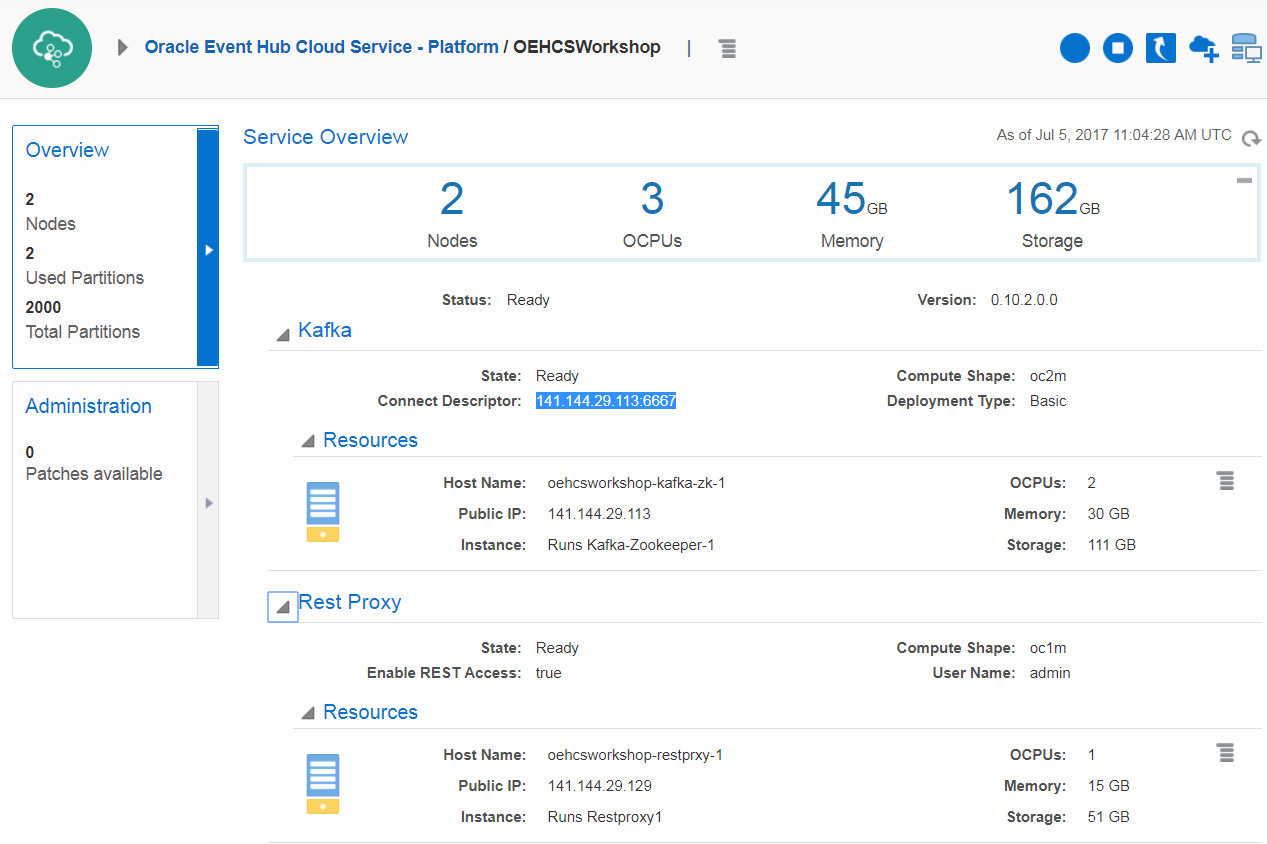 Oracle Event Hub Cloud Service - Platform / OEHCSWorkshop |
Overview
2
Nodes
2
Used Partitions
2000
Total Partitions
Administration
0
Patches available
Service Overview
As of Jul 5, 2017 11:04:28 AM UTC
2 3 45GB 162GB
Nodes OCPUs Memory Storage
Status: Ready Version: 0.10.2.0.0
Kafka
State: Ready Compute Shape: oc2m
Connect Descriptor: 141.144.29.113:6667 Deployment Type: Basic
Resources
Host Name: oehcsworkshop-kafka-zk-1 OCPUs: 2
Public IP: 141.144.29.113 Memory: 30 GB
Instance: Runs Kafka-Zookeeper-1 Storage: 111 GB
Rest Proxy
State: Ready Compute Shape: oc1m
Enable REST Access: true User Name: admin
Resources
Host Name: oehcsworkshop-restprxy-1 OCPUs: 1
Public IP: 141.144.29.129 Memory: 15 GB
Instance: Runs Restproxy1 Storage: 51 GB